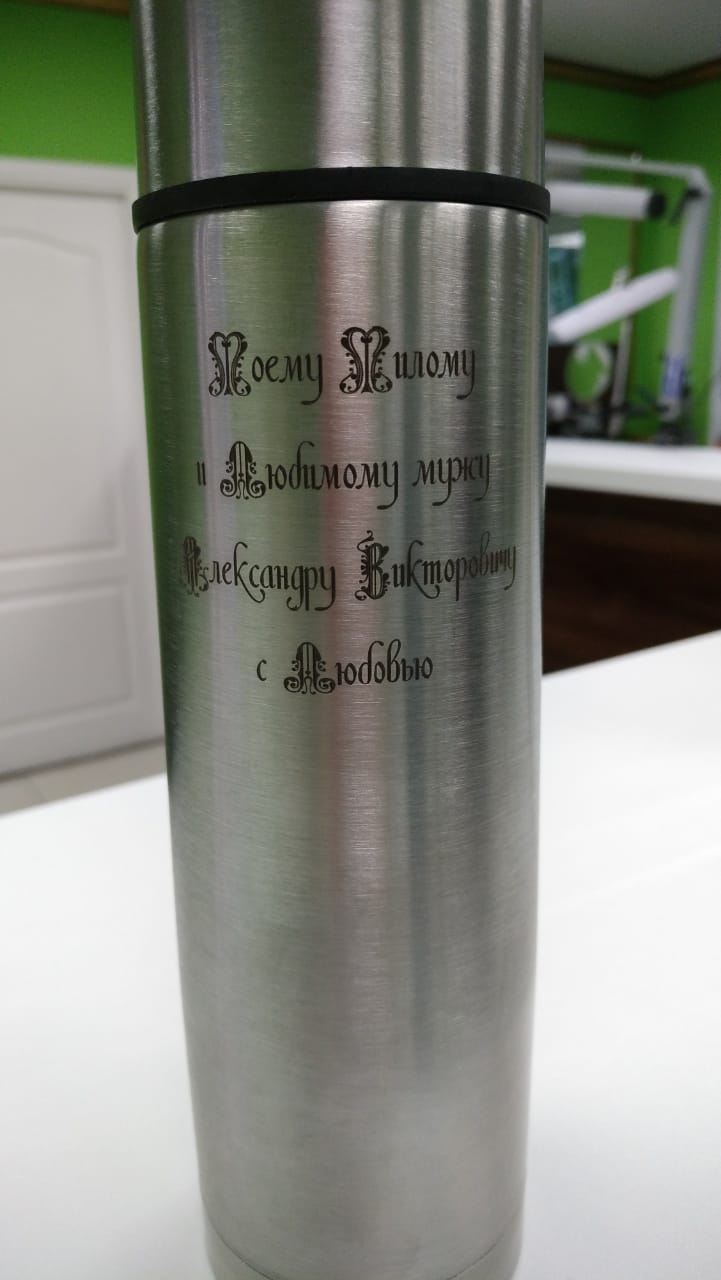 Моему Милому
и Любимому мужу
Александру Викторовичу
с Любовью